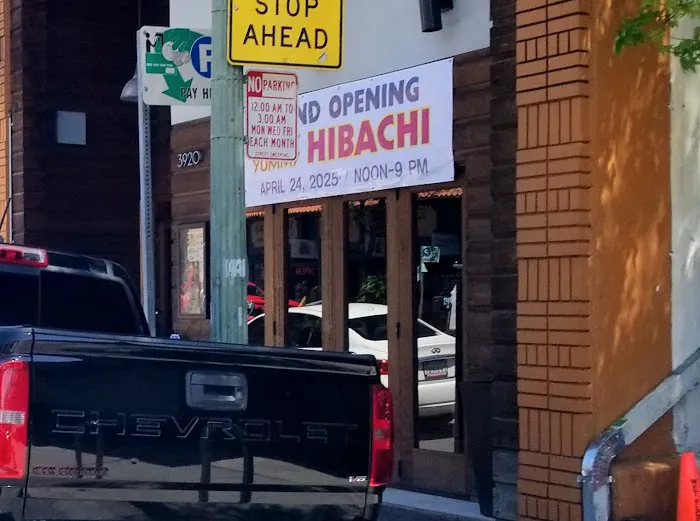 STOP
AHEAD
P
PAY H
NO PARKING
12:00 AM TO
3:00 AM
MON WED FRI
EACH MONTH
ND OPENING
YUMMY HIBACHI
APRIL 24, 2025 / NOON-9 PM
3920
CHEVROLET